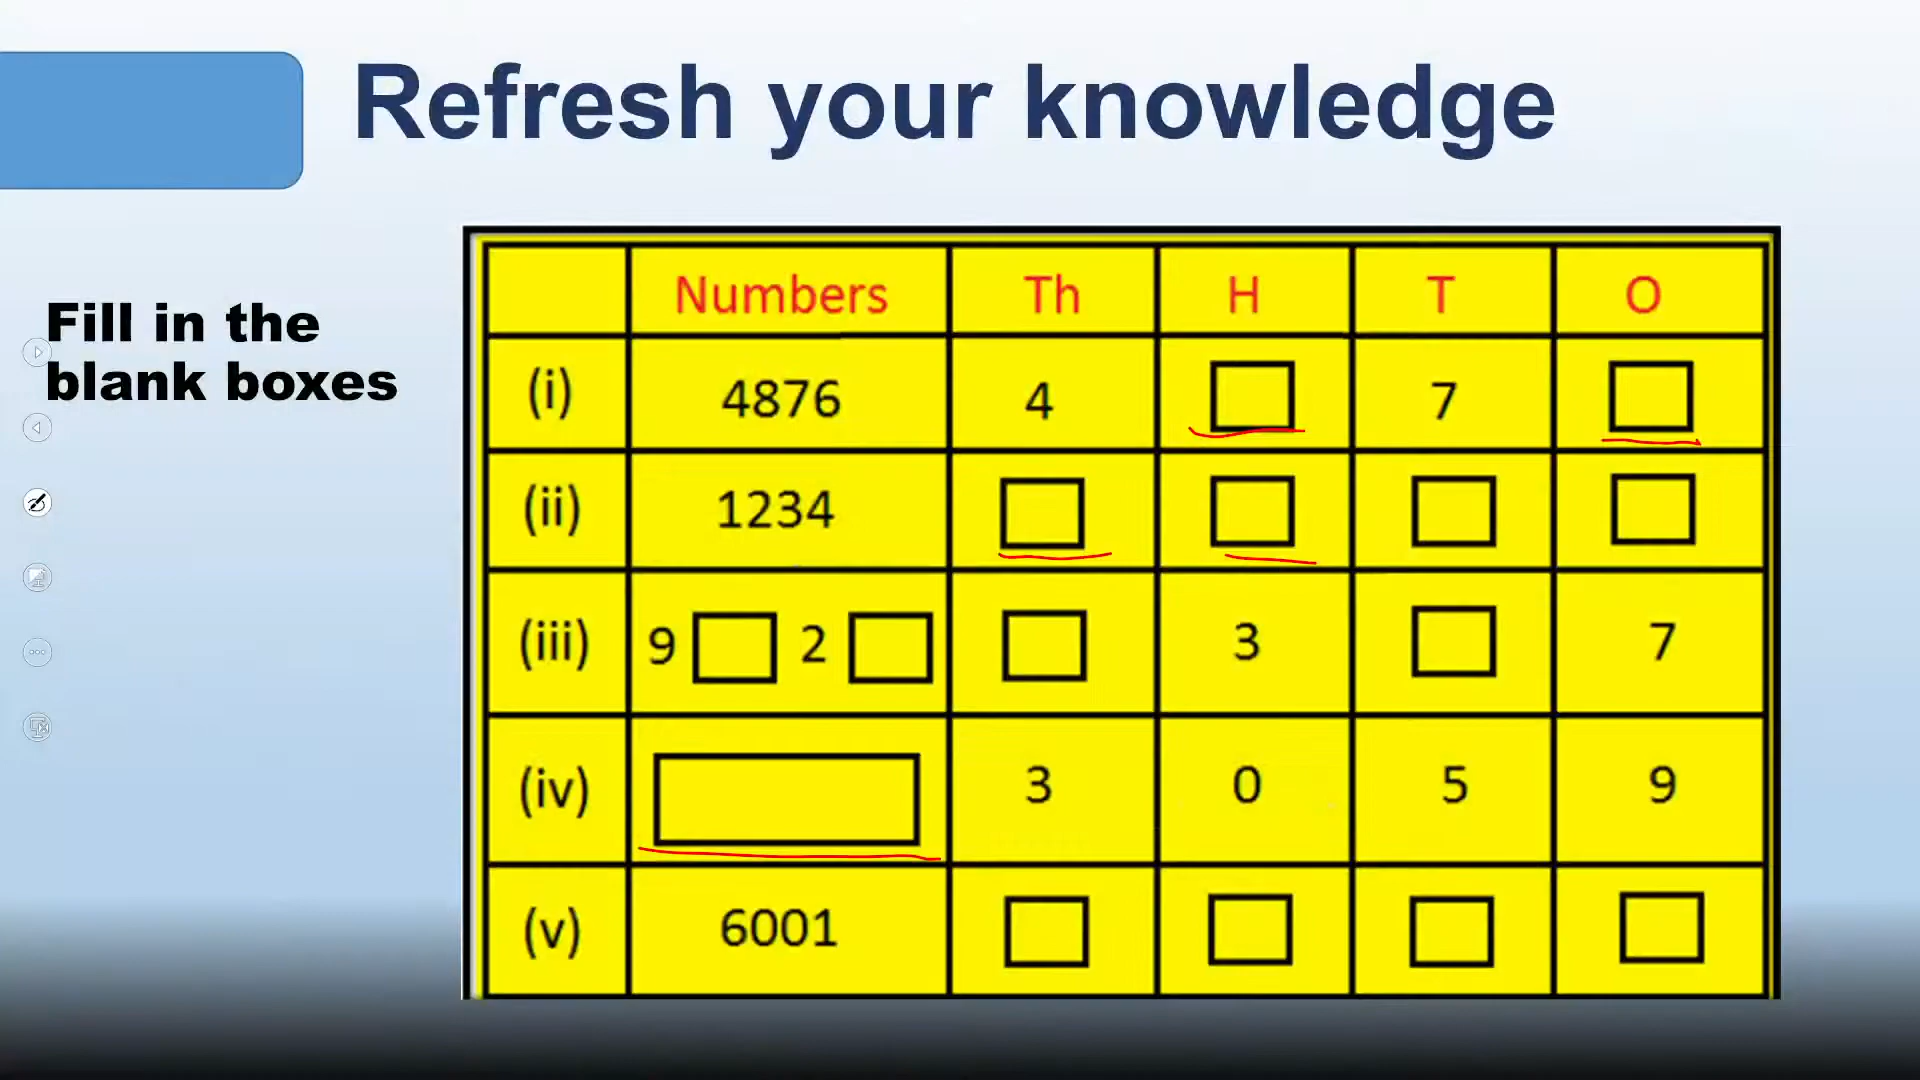 Refresh your knowledge
Fill in the
blank boxes
Numbers Th H T O
(i) 4876 4 7
(ii) 1234
(iii) 9 2 3 7
(iv) 3 0 5 9
(v) 6001